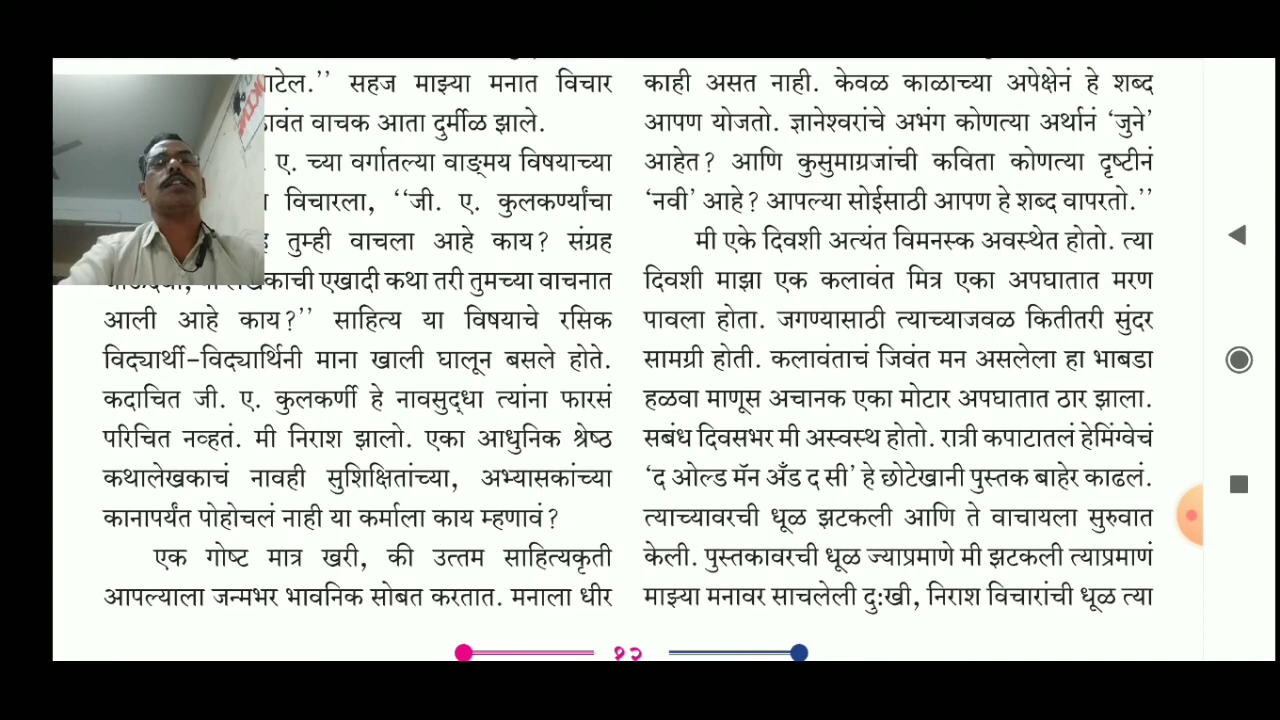 ाटेल.’’ सहज माझ्या मनात विचार
वंत वाचक आता दुर्मीळ झाले.
ए. च्या वर्गातल्या वाङ्‌मय विषयाच्या
विचारला, ‘‘जी. ए. कुलकर्ण्यांचा
तुम्ही वाचला आहे काय? संग्रह
एखादी कथा तरी तुमच्या वाचनात
आली आहे काय?’’ साहित्य या विषयाचे रसिक
विद्यार्थी-विद्यार्थिनी माना खाली घालून बसले होते.
कदाचित जी. ए. कुलकर्णी हे नावसुद्‌धा त्यांना फारसं
परिचित नव्हतं. मी निराश झालो. एका आधुनिक श्रेष्ठ
कथालेखकाचं नावही सुशिक्षितांच्या, अभ्यासकांच्या
कानापर्यंत पोहोचलं नाही या कर्माला काय म्हणावं?
एक गोष्ट मात्र खरी, की उत्तम साहित्यकृती
आपल्याला जन्मभर भावनिक सोबत करतात. मनाला धीर
काही असत नाही. केवळ काळाच्या अपेक्षेनं हे शब्द
आपण योजतो. ज्ञानेश्वरांचे अभंग कोणत्या अर्थानं ‘जुने’
आहेत? आणि कुसुमाग्रजांची कविता कोणत्या दृष्टीनं
‘नवी’ आहे? आपल्या सोईसाठी आपण हे शब्द वापरतो.’’
मी एके दिवशी अत्यंत विमनस्क अवस्थेत होतो. त्या
दिवशी माझा एक कलावंत मित्र एका अपघातात मरण
पावला होता. जगण्यासाठी त्याच्याजवळ कितीतरी सुंदर
सामग्री होती. कलावंताचं जिवंत मन असलेला हा भाबडा
हळवा माणूस अचानक एका मोटार अपघातात ठार झाला.
सबंध दिवसभर मी अस्वस्थ होतो. रात्री कपाटातलं हेमिंग्वेचं
‘द ओल्ड मॅन अँड द सी’ हे छोटेखानी पुस्तक बाहेर काढलं.
त्याच्यावरची धूळ झटकली आणि ते वाचायला सुरुवात
केली. पुस्तकावरची धूळ ज्याप्रमाणे मी झटकली त्याप्रमाणं
माझ्या मनावर साचलेली दुःखी, निराश विचारांची धूळ त्या
१२